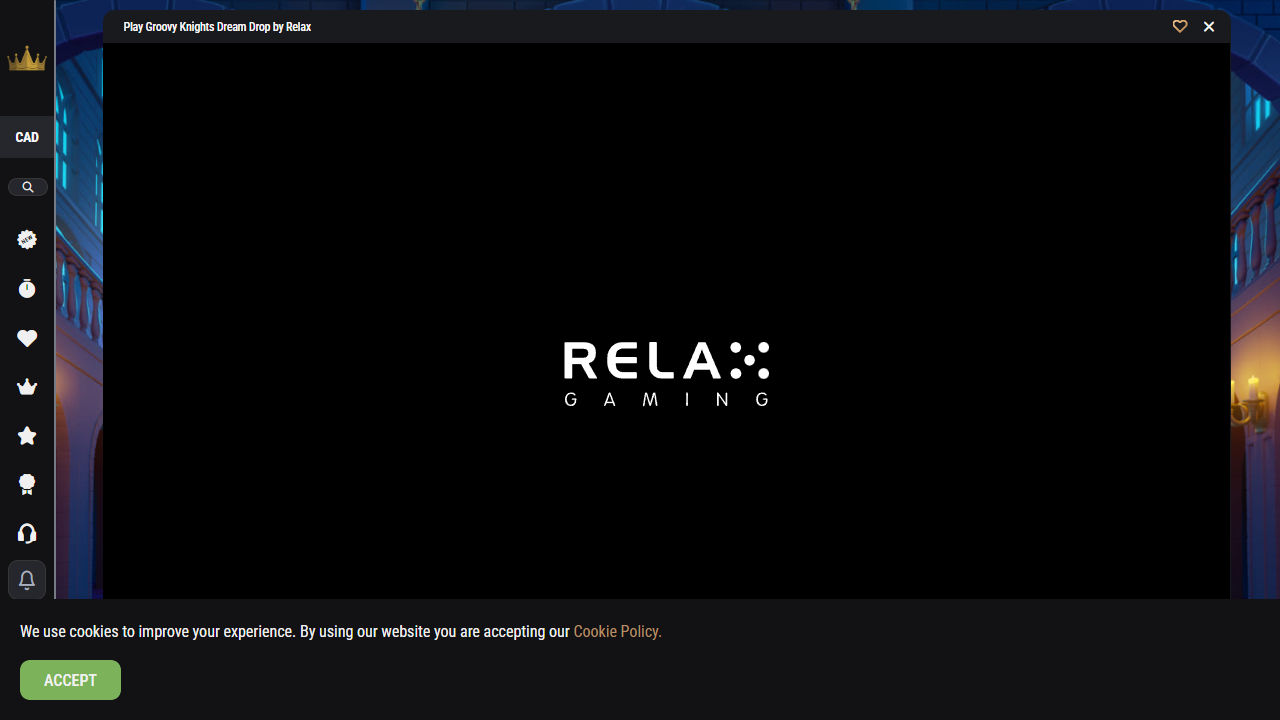 Play Groovy Knights Dream Drop by Relax
CAD
NEW
RELAX
GAMING
We use cookies to improve your experience. By using our website you are accepting our Cookie Policy.
ACCEPT